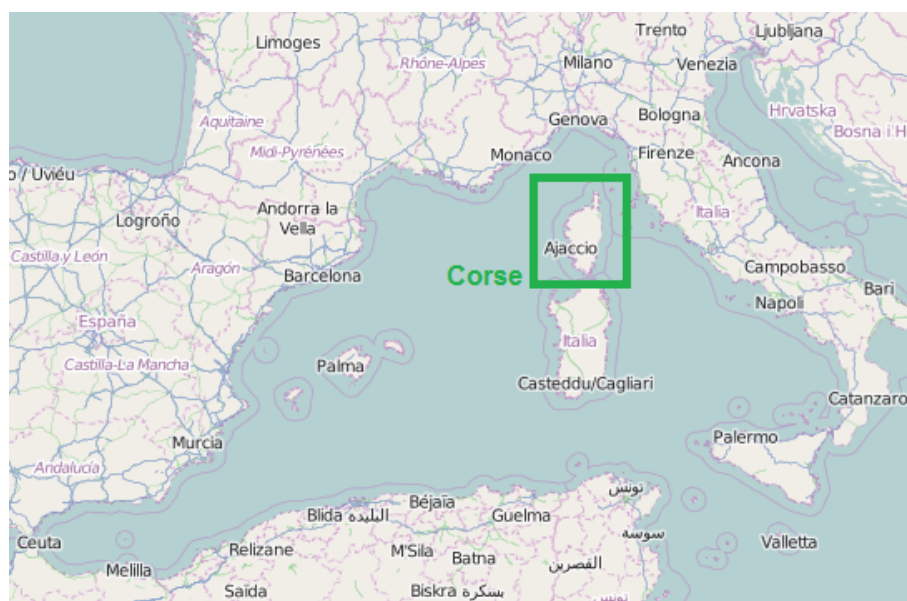 Limoges
Rhône-Alpes
Trento
Ljubljana
Milano
Venezia
Aquitaine
Genova
Bologna
Hrvatska
Bosna i H
Midi-Pyrénées
Monaco
Firenze
Ancona
o / Uviéu
Logroño
Andorra la
Vella
Italia
Castilla y León
Aragón
Barcelona
Ajaccio
Corse
Campobasso
Bari
Napoli
España
Castilla-La Mancha
Palma
Italia
Casteddu/Cagliari
Catanzaro
Murcia
Palermo
Andalucía
Blida البليدة
Béjaïa
Guelma
تونس
سوسة
Ceuta
Melilla
Relizane
M'Sila
Batna
القصرين
Valletta
Saïda
Biskra بسكرة
تونس